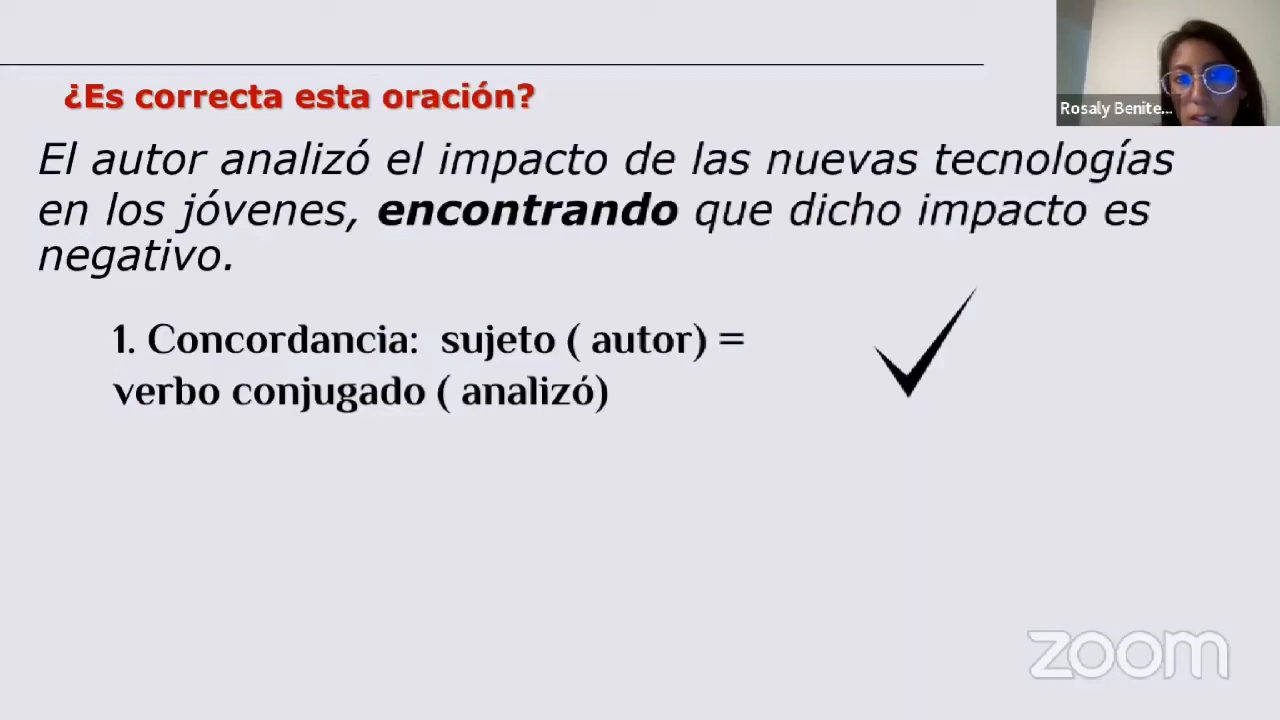 ¿Es correcta esta oración?
Rosaly Benite...
El autor analizó el impacto de las nuevas tecnologías
en los jóvenes, encontrando que dicho impacto es
negativo.
1. Concordancia: sujeto ( autor) =
verbo conjugado ( analizó)
zoom